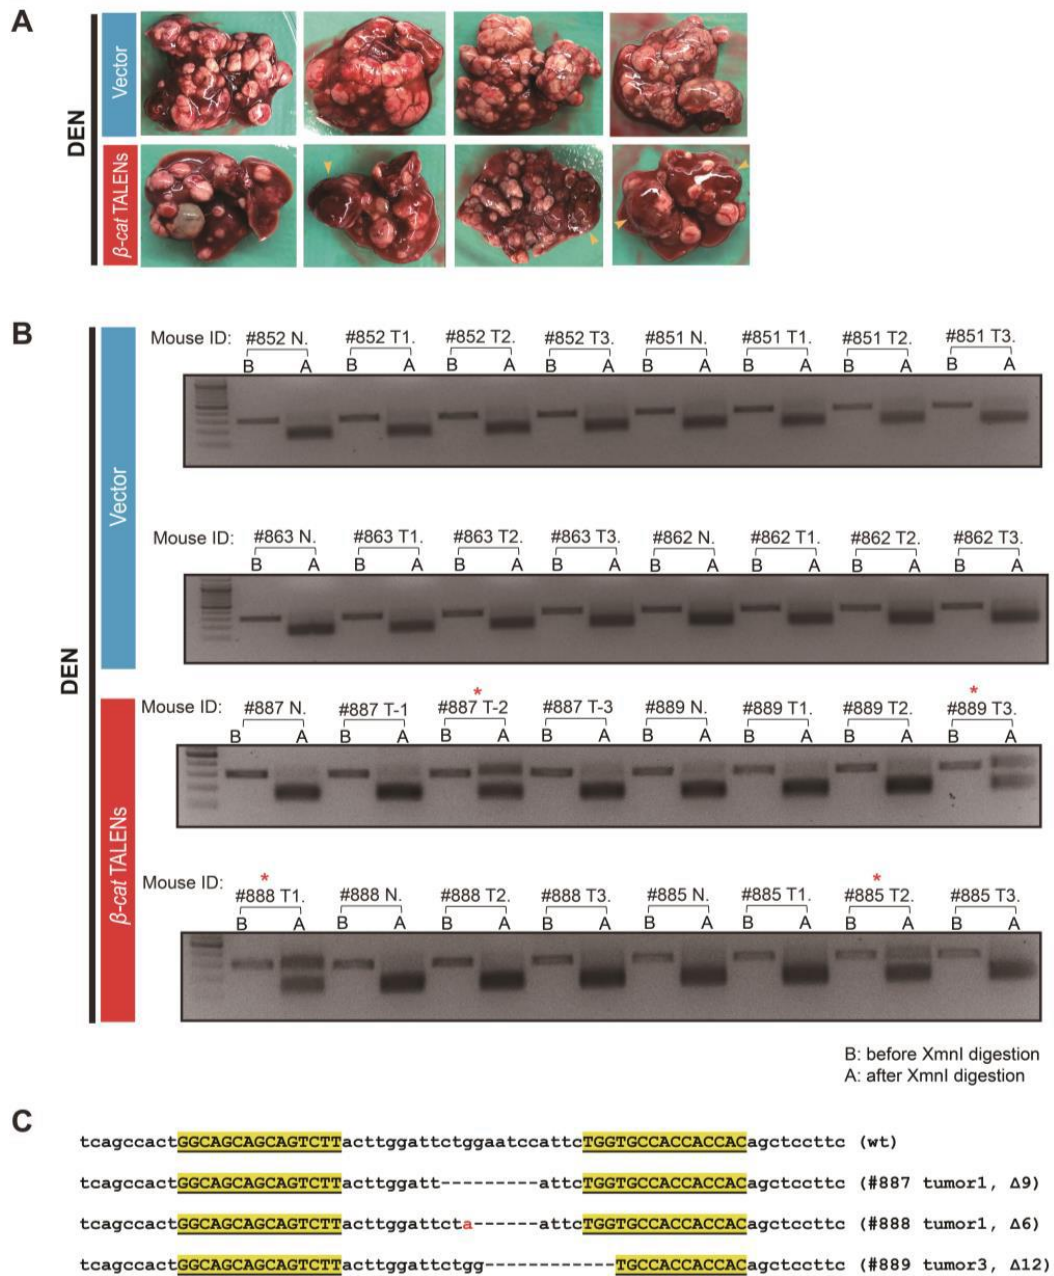 A
DEN
Vector
β-cat TALENs
B
DEN
Vector
Mouse ID: #852 N. #852 T1. #852 T2. #852 T3. #851 N. #851 T1. #851 T2. #851 T3.
B A B A B A B A B A B A B A B A
Mouse ID: #863 N. #863 T1. #863 T2. #863 T3. #862 N. #862 T1. #862 T2. #862 T3.
B A B A B A B A B A B A B A B A
β-cat TALENs
* *
Mouse ID: #887 N. #887 T-1 #887 T-2 #887 T-3 #889 N. #889 T1. #889 T2. #889 T3.
B A B A B A B A B A B A B A B A
* *
Mouse ID: #888 T1. #888 N. #888 T2. #888 T3. #885 N. #885 T1. #885 T2. #885 T3.
B A B A B A B A B A B A B A B A
B: before XmnI digestion
A: after XmnI digestion
C
tcagccactGGCAGCAGCAGTCTTacttggattctggaatccattcTGGTGCCACCACCACagctccttc (wt)
tcagccactGGCAGCAGCAGTCTTacttggatt---------attcTGGTGCCACCACCACagctccttc (#887 tumor1, Δ9)
tcagccactGGCAGCAGCAGTCTTacttggattcta------attcTGGTGCCACCACCACagctccttc (#888 tumor1, Δ6)
tcagccactGGCAGCAGCAGTCTTacttggattctgg------------TGCCACCACCACagctccttc (#889 tumor3, Δ12)